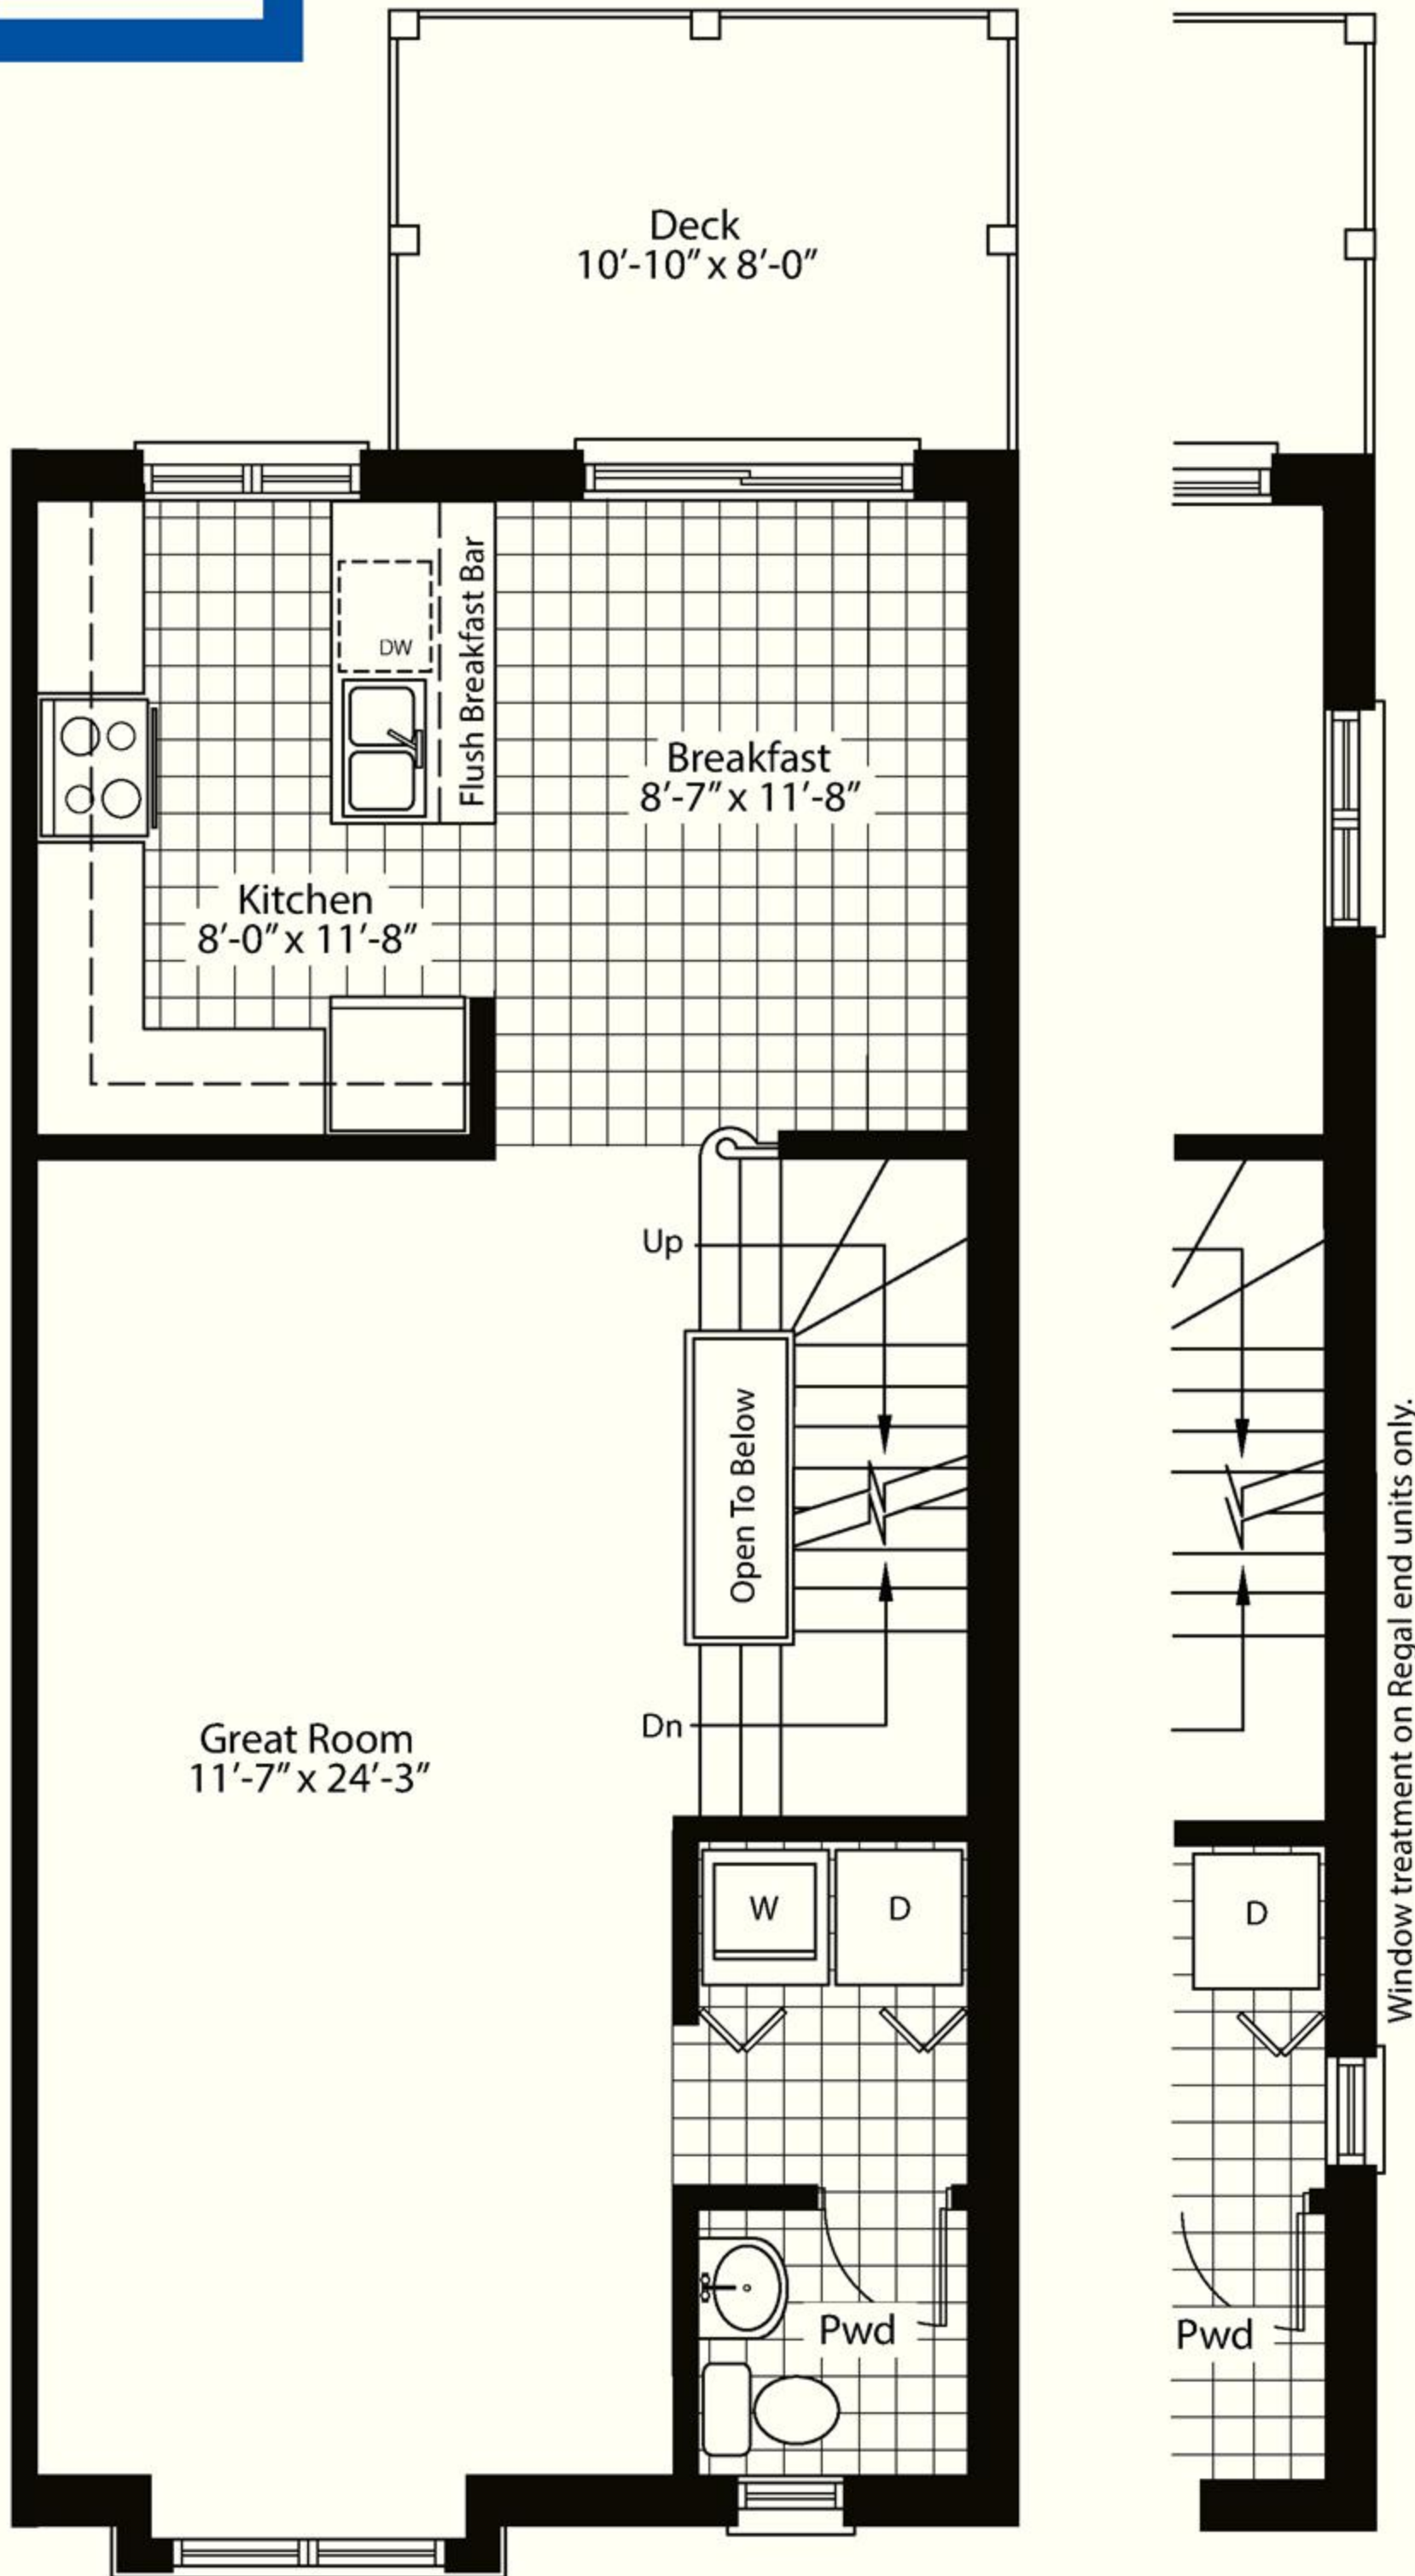 Deck
10′-10″ x 8′-0″
DW
Flush Breakfast Bar
Breakfast
8′-7″ x 11′-8″
Kitchen
8′-0″ x 11′-8″
Up
Open To Below
Dn
Great Room
11′-7″ x 24′-3″
W
D
Pwd
D
Pwd
Window treatment on Regal end units only.